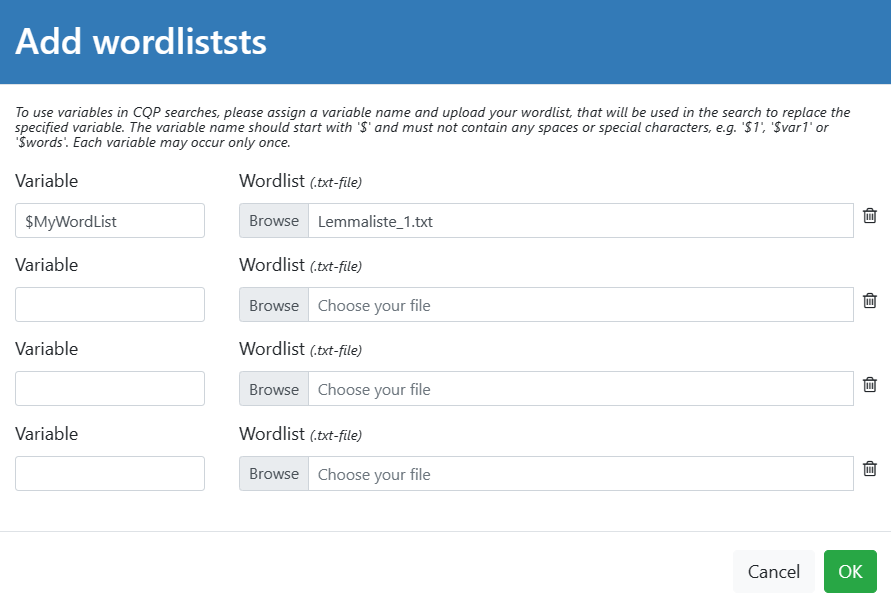 Add wordliststs
To use variables in CQP searches, please assign a variable name and upload your wordlist, that will be used in the search to replace the
specified variable. The variable name should start with '$' and must not contain any spaces or special characters, e.g. '$1', '$var1' or
'$words'. Each variable may occur only once.
Variable Wordlist (.txt-file)
$MyWordList Browse Lemmaliste_1.txt
Variable Wordlist (.txt-file)
Browse Choose your file
Variable Wordlist (.txt-file)
Browse Choose your file
Variable Wordlist (.txt-file)
Browse Choose your file
Cancel OK